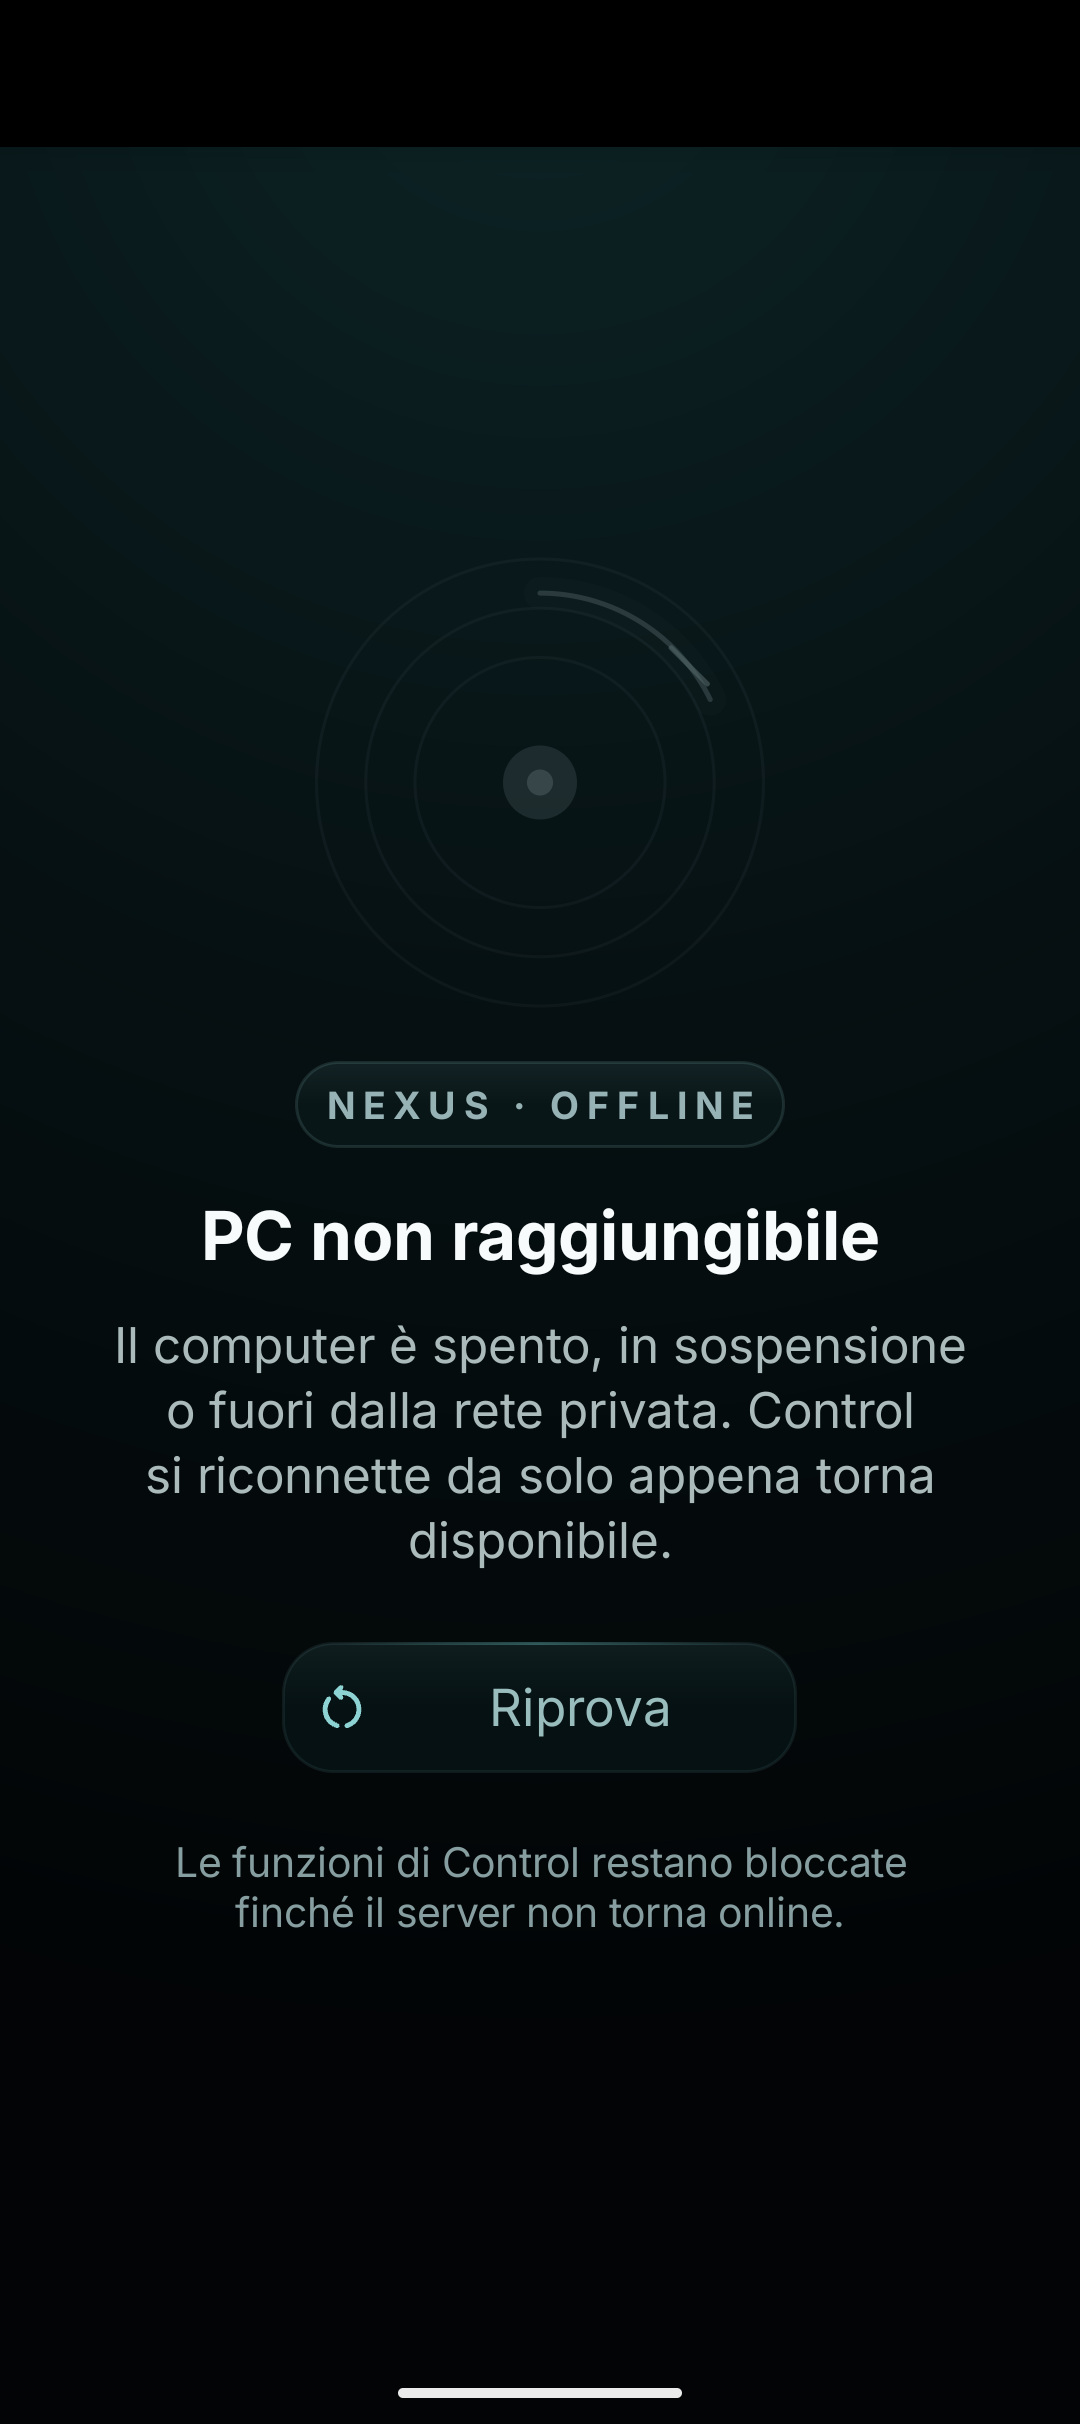 NEXUS · OFFLINE
PC non raggiungibile
Il computer è spento, in sospensione
o fuori dalla rete privata. Control
si riconnette da solo appena torna
disponibile.
Riprova
Le funzioni di Control restano bloccate
finché il server non torna online.